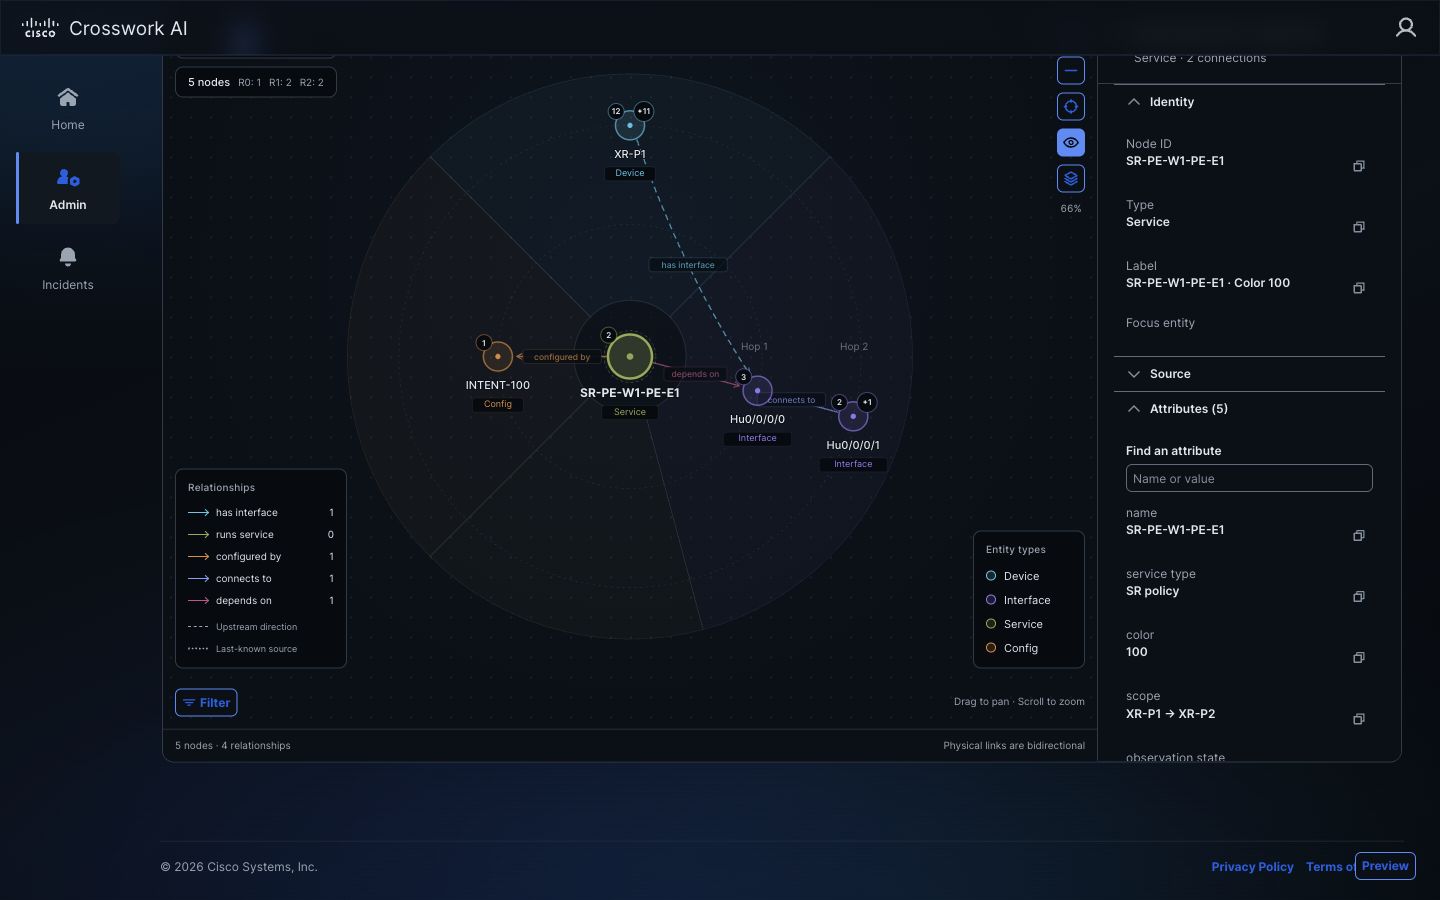 CISCO Crosswork AI
Home
Admin
Incidents
5 nodes R0: 1 R1: 2 R2: 2
12 +11
XR-P1
Device
has interface
Hop 1
Hop 2
2
1
configured by
depends on
3
connects to
2 +1
INTENT-100
Config
SR-PE-W1-PE-E1
Service
Hu0/0/0/0
Interface
Hu0/0/0/1
Interface
66%
Relationships
has interface 1
runs service 0
configured by 1
connects to 1
depends on 1
Upstream direction
Last-known source
Entity types
Device
Interface
Service
Config
Filter
Drag to pan · Scroll to zoom
5 nodes · 4 relationships
Physical links are bidirectional
Service · 2 connections
Identity
Node ID
SR-PE-W1-PE-E1
Type
Service
Label
SR-PE-W1-PE-E1 · Color 100
Focus entity
Source
Attributes (5)
Find an attribute
Name or value
name
SR-PE-W1-PE-E1
service type
SR policy
color
100
scope
XR-P1 → XR-P2
observation state
© 2026 Cisco Systems, Inc.
Privacy Policy Terms of Preview